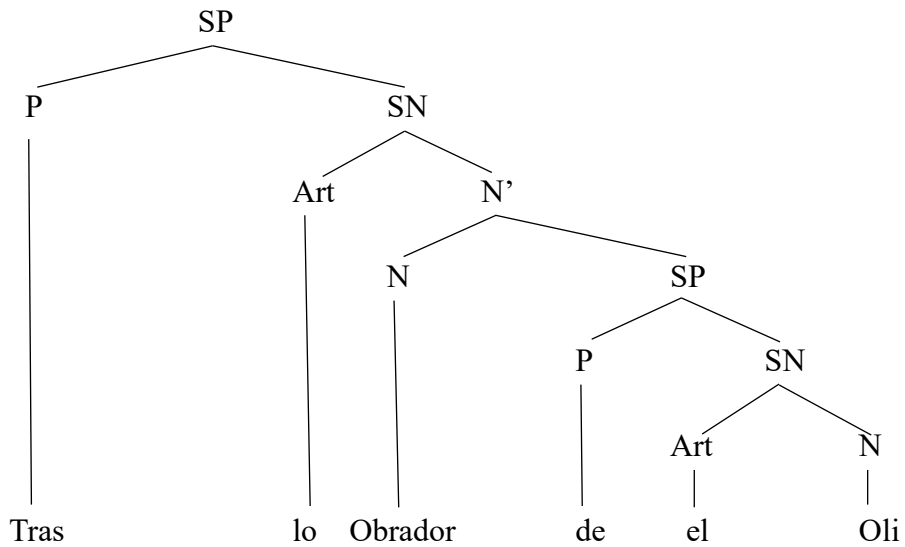 SP
P SN
Art N’
N SP
P SN
Art N
Tras lo Obrador de el Oli